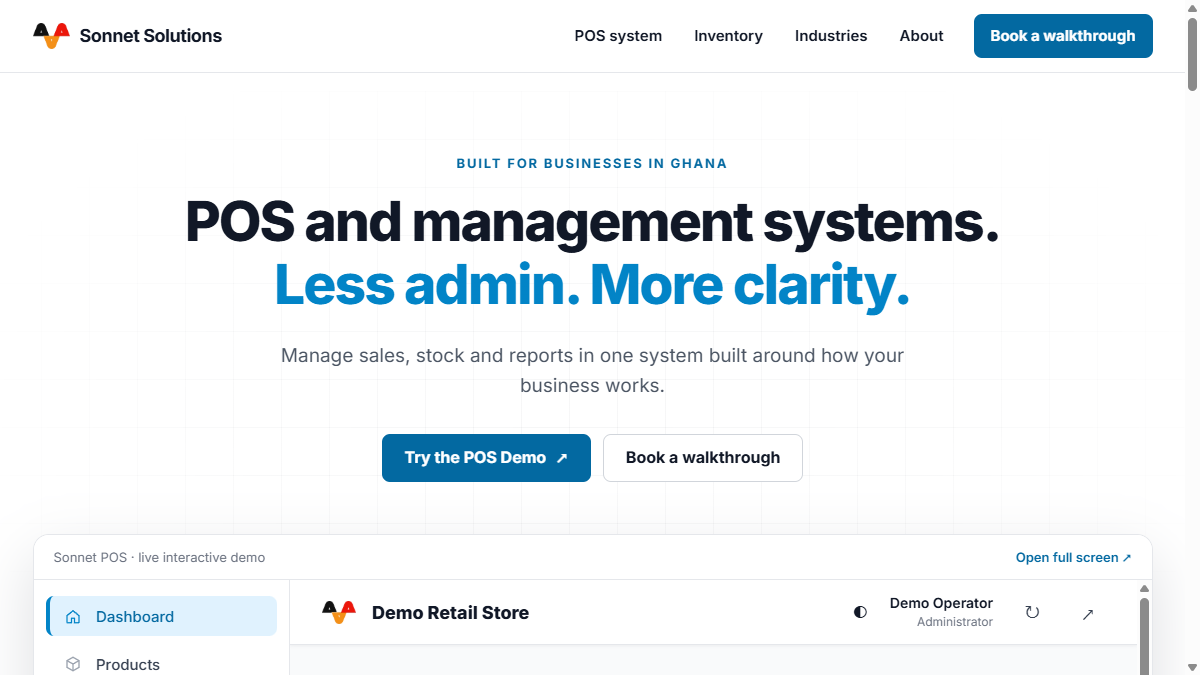 Sonnet Solutions
POS system
Inventory
Industries
About
Book a walkthrough
BUILT FOR BUSINESSES IN GHANA
POS and management systems.
Less admin. More clarity.
Manage sales, stock and reports in one system built around how your
business works.
Try the POS Demo ↗
Book a walkthrough
Sonnet POS · live interactive demo
Open full screen ↗
Dashboard
Products
Demo Retail Store
Demo Operator
Administrator